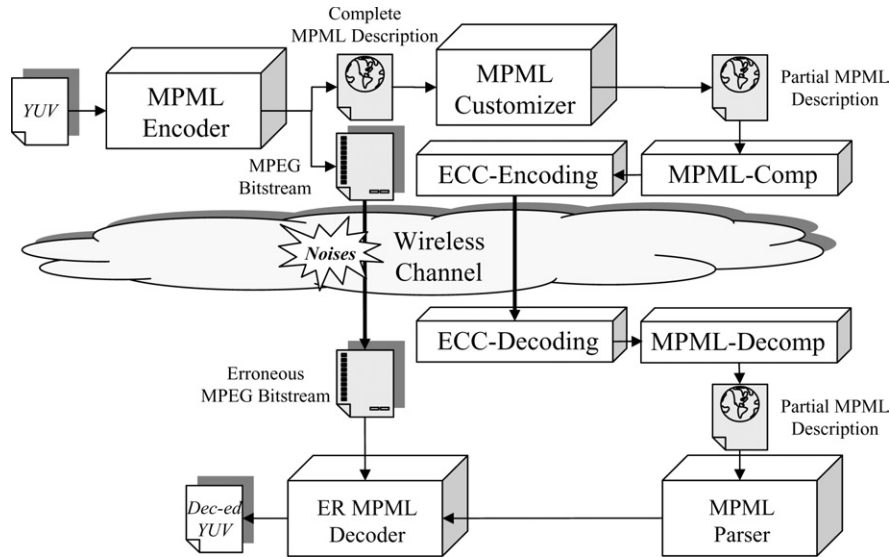 Complete
MPML Description
YUV
MPML
Encoder
MPML
Customizer
Partial MPML
Description
MPEG
Bitstream
ECC-Encoding
MPML-Comp
Noises
Wireless
Channel
ECC-Decoding
MPML-Decomp
Erroneous
MPEG Bitstream
Partial MPML
Description
Dec-ed
YUV
ER MPML
Decoder
MPML
Parser